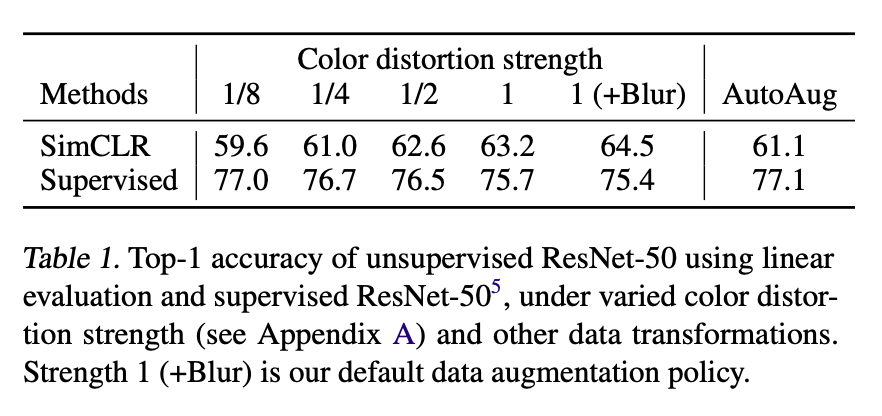 Color distortion strength
Methods 1/8 1/4 1/2 1 1 (+Blur) AutoAug
SimCLR 59.6 61.0 62.6 63.2 64.5 61.1
Supervised 77.0 76.7 76.5 75.7 75.4 77.1
Table 1. Top-1 accuracy of unsupervised ResNet-50 using linear
evaluation and supervised ResNet-50⁵, under varied color distor-
tion strength (see Appendix A) and other data transformations.
Strength 1 (+Blur) is our default data augmentation policy.